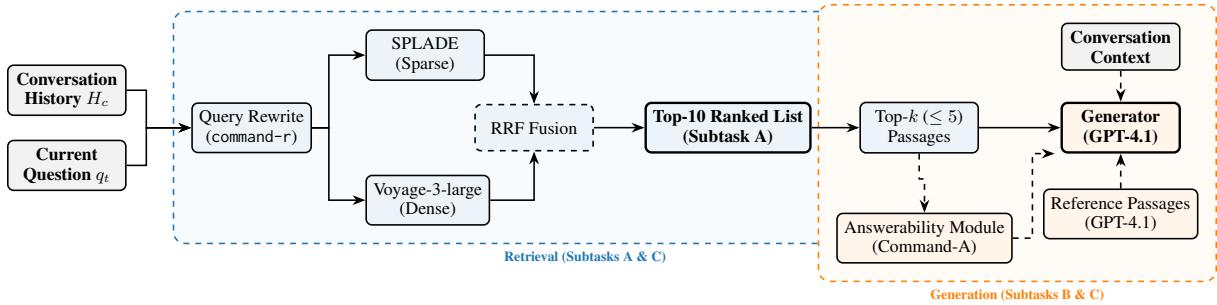 Conversation
History H_c
Current
Question q_t
Query Rewrite
(command-r)
SPLADE
(Sparse)
Voyage-3-large
(Dense)
RRF Fusion
Top-10 Ranked List
(Subtask A)
Retrieval (Subtasks A & C)
Top-k (≤ 5)
Passages
Answerability Module
(Command-A)
Conversation
Context
Generator
(GPT-4.1)
Reference Passages
(GPT-4.1)
Generation (Subtasks B & C)